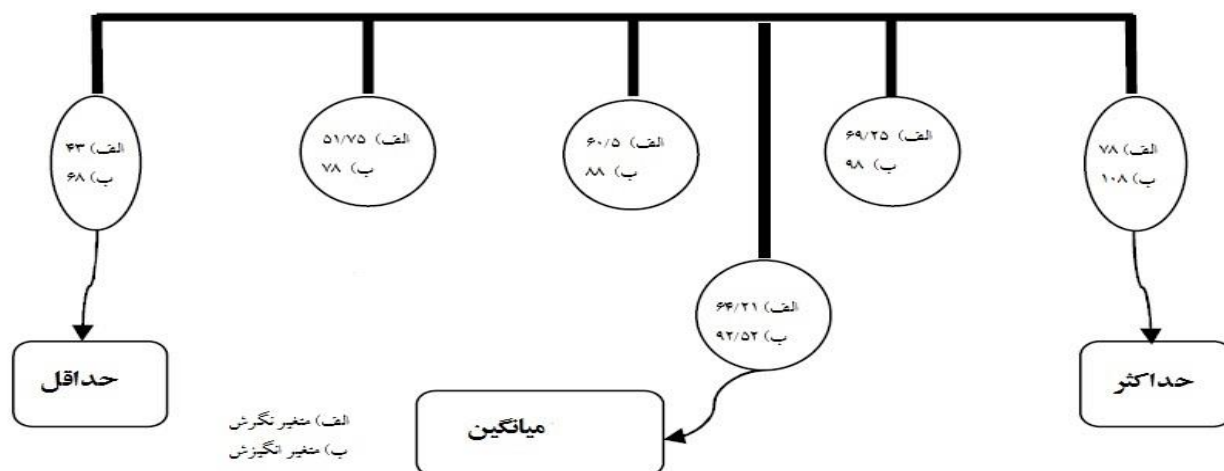 الف) ۷۸
ب) ۱۰۸
الف) ۶۹/۲۵
ب) ۹۸
الف) ۶۰/۵
ب) ۸۸
الف) ۵۱/۷۵
ب) ۷۸
الف) ۴۳
ب) ۶۸
الف) ۶۴/۲۱
ب) ۹۲/۵۲
حداکثر
حداقل
میانگین
الف) متغیر نگرش
ب) متغیر انگیزش